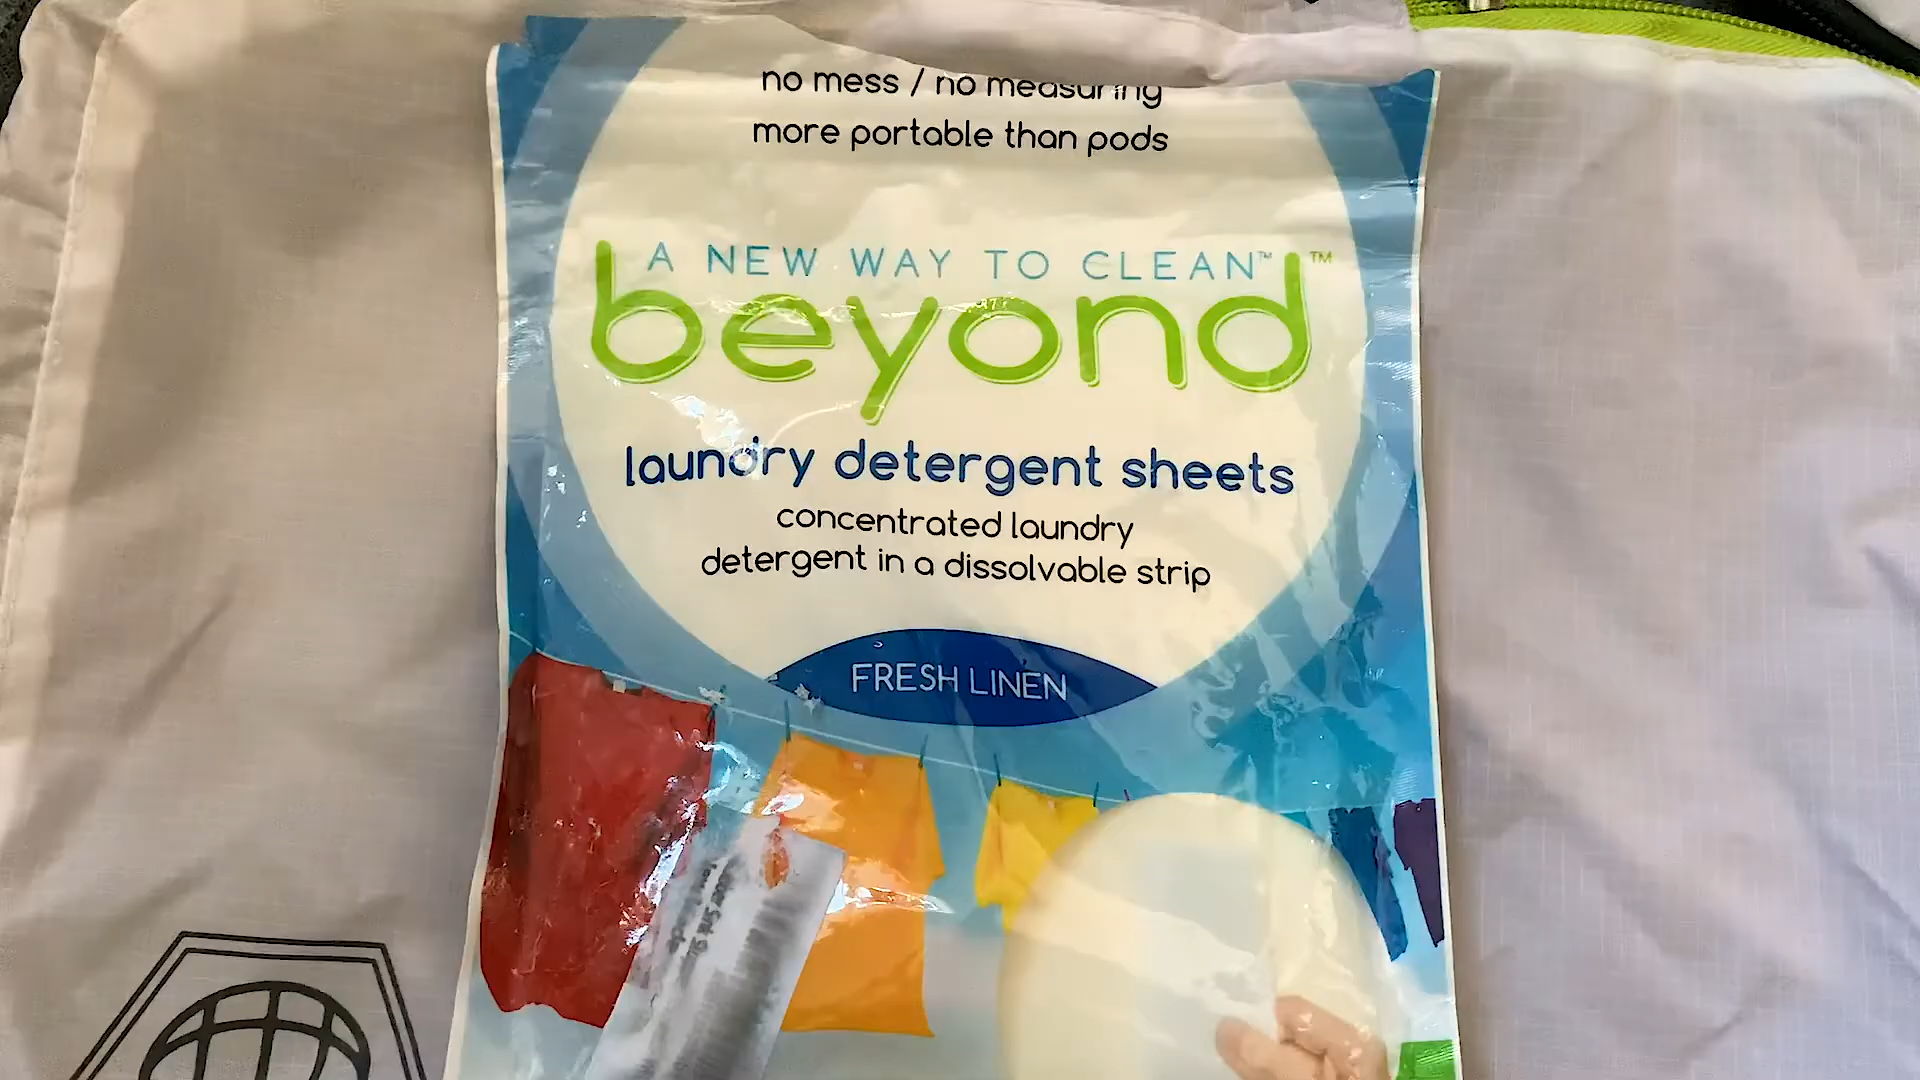 no mess / no measuring
more portable than pods
A NEW WAY TO CLEAN™
beyond™
laundry detergent sheets
concentrated laundry
detergent in a dissolvable strip
FRESH LINEN